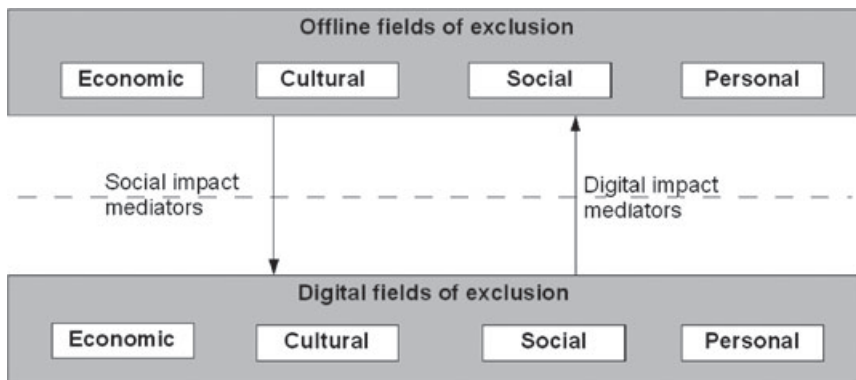 Offline fields of exclusion
Economic Cultural Social Personal
Social impact
mediators
Digital impact
mediators
Digital fields of exclusion
Economic Cultural Social Personal